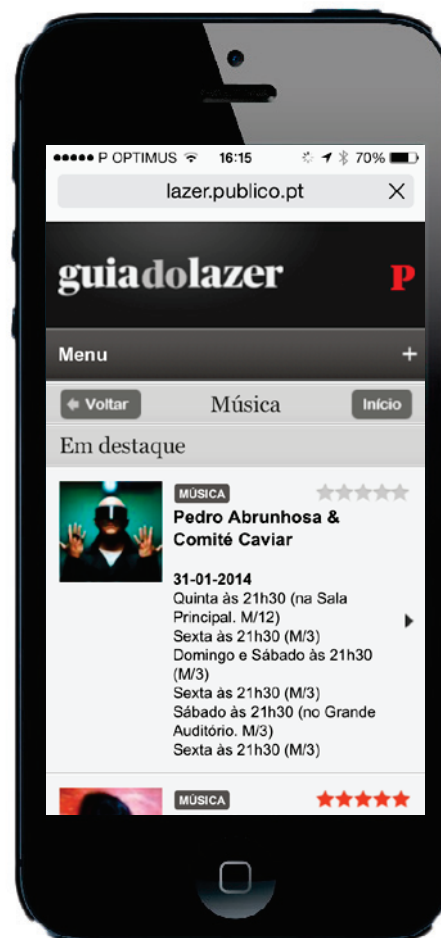 P OPTIMUS 16:15 70%
lazer.publico.pt
guiadolazer P
Menu +
Voltar Música Início
Em destaque
MÚSICA
Pedro Abrunhosa &
Comité Caviar
31-01-2014
Quinta às 21h30 (na Sala
Principal. M/12)
Sexta às 21h30 (M/3)
Domingo e Sábado às 21h30
(M/3)
Sexta às 21h30 (M/3)
Sábado às 21h30 (no Grande
Auditório. M/3)
Sexta às 21h30 (M/3)
MÚSICA